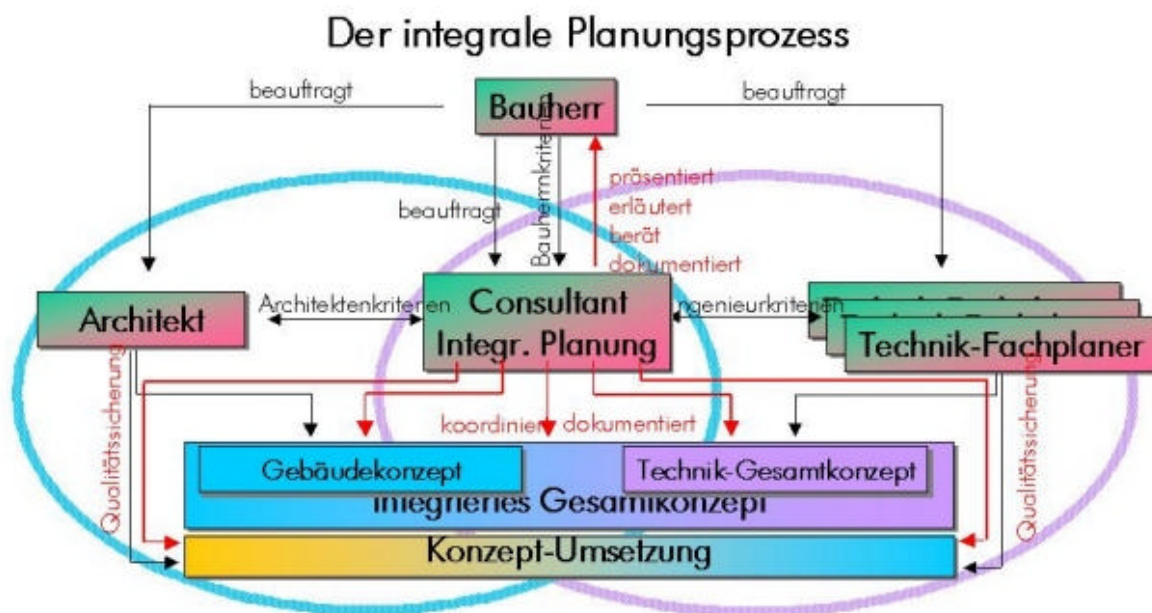 Der integrale Planungsprozess
beauftragt
Bauherr
beauftragt
beauftragt
präsentiert
erläutert
berät
dokumentiert
Architekt
Architektenkriterien
Consultant
Integr. Planung
Technik-Fachplaner
Qualitätssicherung
koordiniert
dokumentiert
Qualitätssicherung
Gebäudekonzept
Technik-Gesamtkonzept
Integriertes Gesamtkonzept
Konzept-Umsetzung